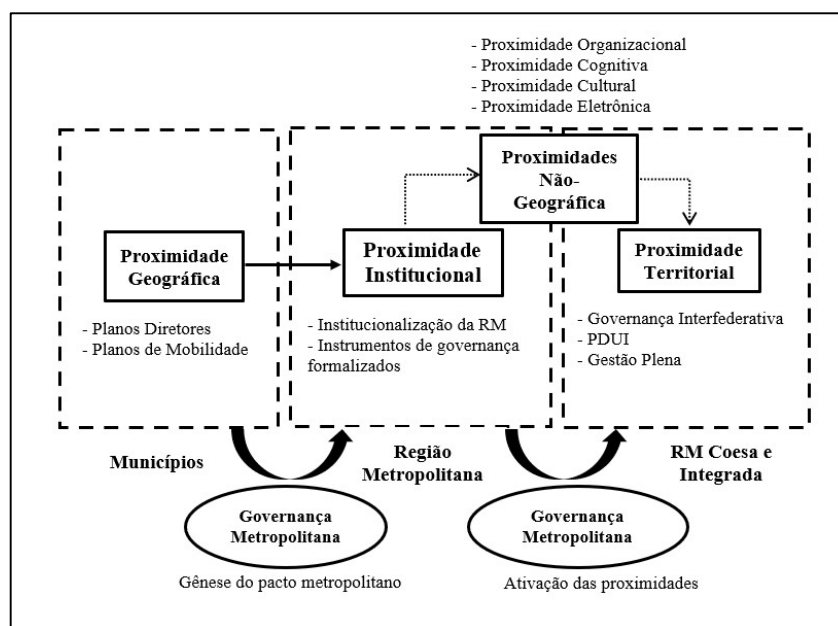 - Proximidade Organizacional
- Proximidade Cognitiva
- Proximidade Cultural
- Proximidade Eletrônica
Proximidades
Não-
Geográfica
Proximidade
Geográfica
Proximidade
Institucional
Proximidade
Territorial
- Planos Diretores
- Planos de Mobilidade
- Institucionalização da RM
- Instrumentos de governança
formalizados
- Governança Interfederativa
- PDUI
- Gestão Plena
Municípios
Região
Metropolitana
RM Coesa e
Integrada
Governança
Metropolitana
Governança
Metropolitana
Gênese do pacto metropolitano
Ativação das proximidades